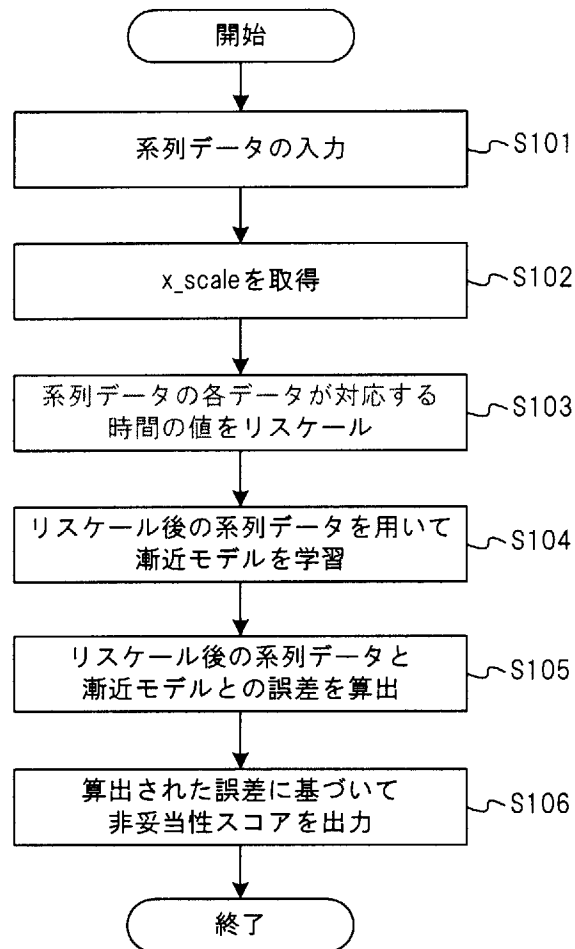 開始
系列データの入力
S101
x_scaleを取得
S102
系列データの各データが対応する
時間の値をリスケール
S103
リスケール後の系列データを用いて
漸近モデルを学習
S104
リスケール後の系列データと
漸近モデルとの誤差を算出
S105
算出された誤差に基づいて
非妥当性スコアを出力
S106
終了